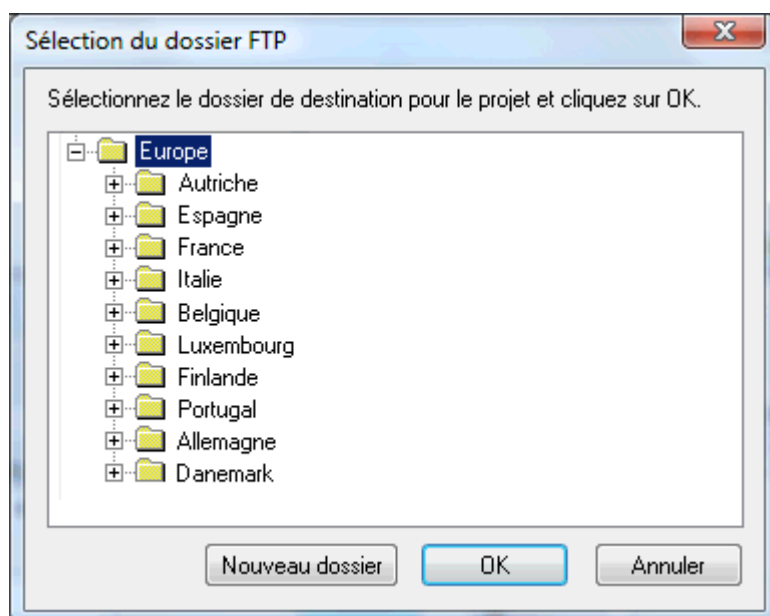 Sélection du dossier FTP
Sélectionnez le dossier de destination pour le projet et cliquez sur OK.
Europe
Autriche
Espagne
France
Italie
Belgique
Luxembourg
Finlande
Portugal
Allemagne
Danemark
Nouveau dossier OK Annuler